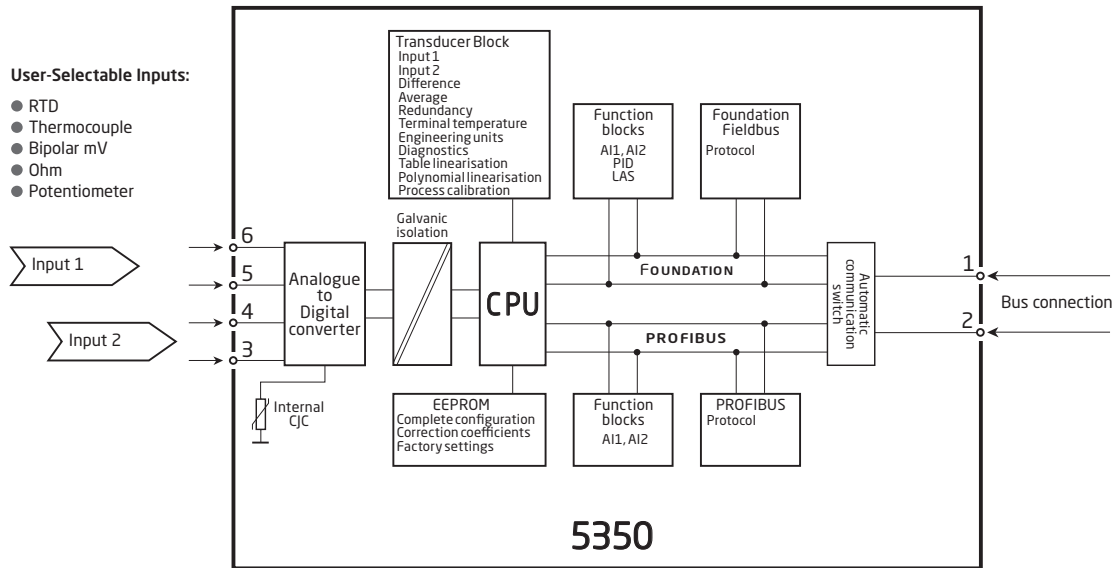 User-Selectable Inputs:
RTD
Thermocouple
Bipolar mV
Ohm
Potentiometer
Input 1
Input 2
6
5
4
3
Analogue
to
Digital
converter
Internal
CJC
Transducer Block
Input1
Input 2
Difference
Average
Redundancy
Terminal temperature
Engineering units
Diagnostics
Table linearisation
Polynomial linearisation
Process calibration
Galvanic
isolation
CPU
EEPROM
Complete configuration
Correction coefficients
Factory settings
Function
blocks
AI1, AI2
PID
LAS
Foundation
Fieldbus
Protocol
FOUNDATION
PROFIBUS
Function
blocks
AI1, AI2
PROFIBUS
Protocol
Automatic
communication
switch
1
2
Bus connection
5350